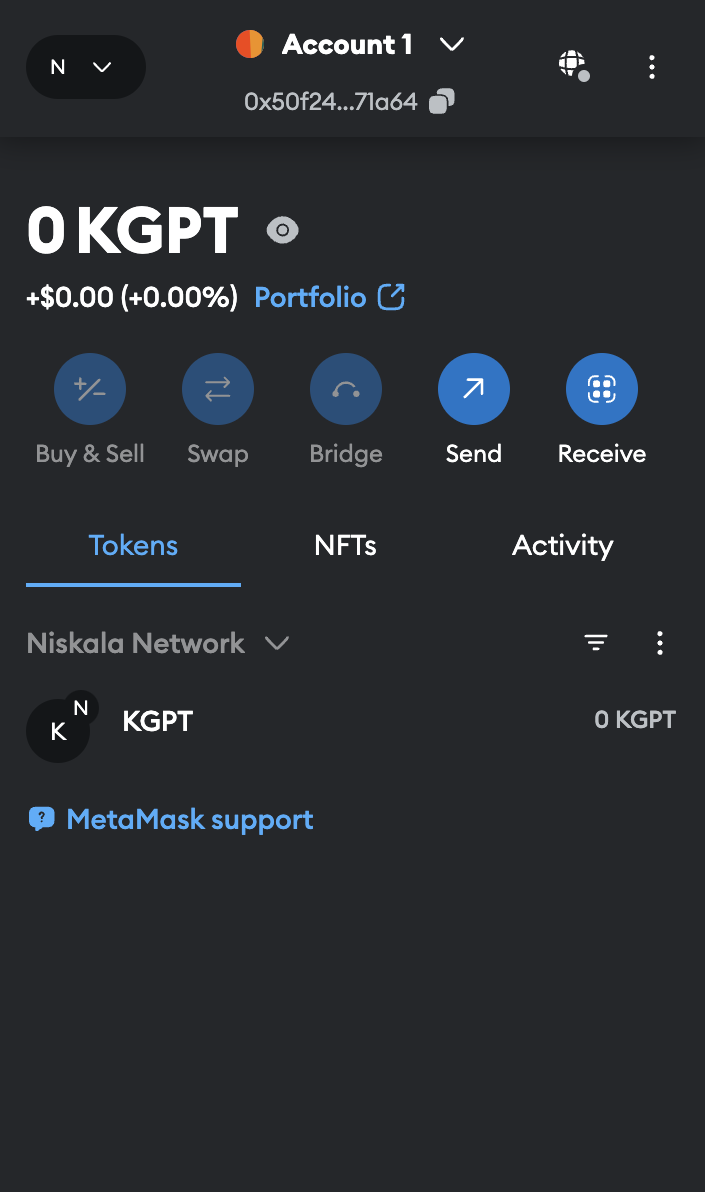 N
Account 1
0x50f24...71a64
0 KGPT
+$0.00 (+0.00%) Portfolio
Buy & Sell Swap Bridge Send Receive
Tokens NFTs Activity
Niskala Network
N
K
KGPT 0 KGPT
? MetaMask support